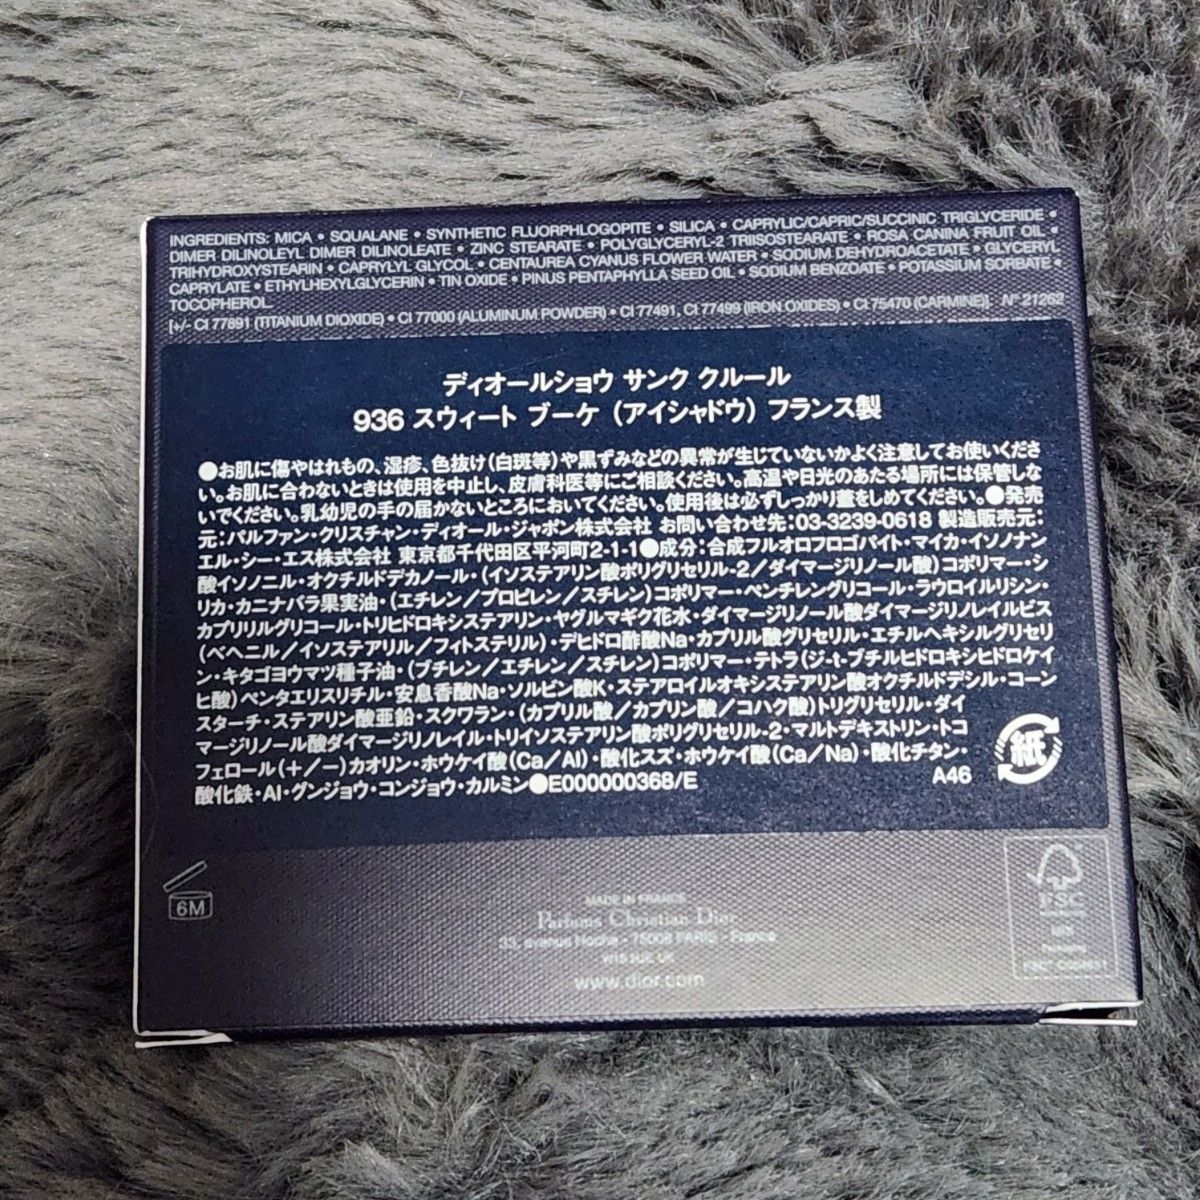 INGREDIENTS: MICA • SQUALANE • SYNTHETIC FLUORPHLOGOPITE • SILICA • CAPRYLIC/CAPRIC/SUCCINIC TRIGLYCERIDE •
DIMER DILINOLEYL DIMER DILINOLEATE • ZINC STEARATE • POLYGLYCERYL-2 TRIISOSTEARATE • ROSA CANINA FRUIT OIL •
TRIHYDROXYSTEARIN • CAPRYLYL GLYCOL • CENTAUREA CYANUS FLOWER WATER • SODIUM DEHYDROACETATE • GLYCERYL
CAPRYLATE • ETHYLHEXYLGLYCERIN • TIN OXIDE • PINUS PENTAPHYLLA SEED OIL • SODIUM BENZOATE • POTASSIUM SORBATE •
TOCOPHEROL.
[+/- CI 77891 (TITANIUM DIOXIDE) • CI 77000 (ALUMINUM POWDER) • CI 77491, CI 77499 (IRON OXIDES) • CI 75470 (CARMINE)]. N° 21262
ディオールショウ サンク クルール
936 スウィート ブーケ (アイシャドウ) フランス製
●お肌に傷やはれもの、湿疹、色抜け(白斑等)や黒ずみなどの異常が生じていないかよく注意してお使いくださ
い。お肌に合わないときは使用を中止し、皮膚科医等にご相談ください。高温や日光のあたる場所には保管しな
いでください。乳幼児の手の届かないところにおいてください。使用後は必ずしっかり蓋をしめてください。●発売
元:パルファン・クリスチャン・ディオール・ジャポン株式会社 お問い合わせ先:03-3239-0618 製造販売元:
エル・シー・エス株式会社 東京都千代田区平河町2-1-1●成分:合成フルオロフロゴパイト・マイカ・イソノナン
酸イソノニル・オクチルドデカノール・(イソステアリン酸ポリグリセリル-2/ダイマージリノール酸)コポリマー・シ
リカ・カニナバラ果実油・(エチレン/プロピレン/スチレン)コポリマー・ペンチレングリコール・ラウロイルリシン・
カプリリルグリコール・トリヒドロキシステアリン・ヤグルマギク花水・ダイマージリノール酸ダイマージリノレイルビス
(ベヘニル/イソステアリル/フィトステリル)・デヒドロ酢酸Na・カプリル酸グリセリル・エチルヘキシルグリセリ
ン・キタゴヨウマツ種子油・(ブチレン/エチレン/スチレン)コポリマー・テトラ(ジ-t-ブチルヒドロキシヒドロケイ
ヒ酸)ペンタエリスリチル・安息香酸Na・ソルビン酸K・ステアロイルオキシステアリン酸オクチルドデシル・コーン
スターチ・ステアリン酸亜鉛・スクワラン・(カプリル酸/カプリン酸/コハク酸)トリグリセリル・ダイ
マージリノール酸ダイマージリノレイル・トリイソステアリン酸ポリグリセリル-2・マルトデキストリン・トコ
フェロール(+/-)カオリン・ホウケイ酸(Ca/Al)・酸化スズ・ホウケイ酸(Ca/Na)・酸化チタン・
酸化鉄・Al・グンジョウ・コンジョウ・カルミン●E000000368/E
紙
A46
6M
MADE IN FRANCE
Parfums Christian Dior
33, avenue Hoche - 75008 PARIS - France
W1S 3JE UK
www.dior.com
FSC
Packaging